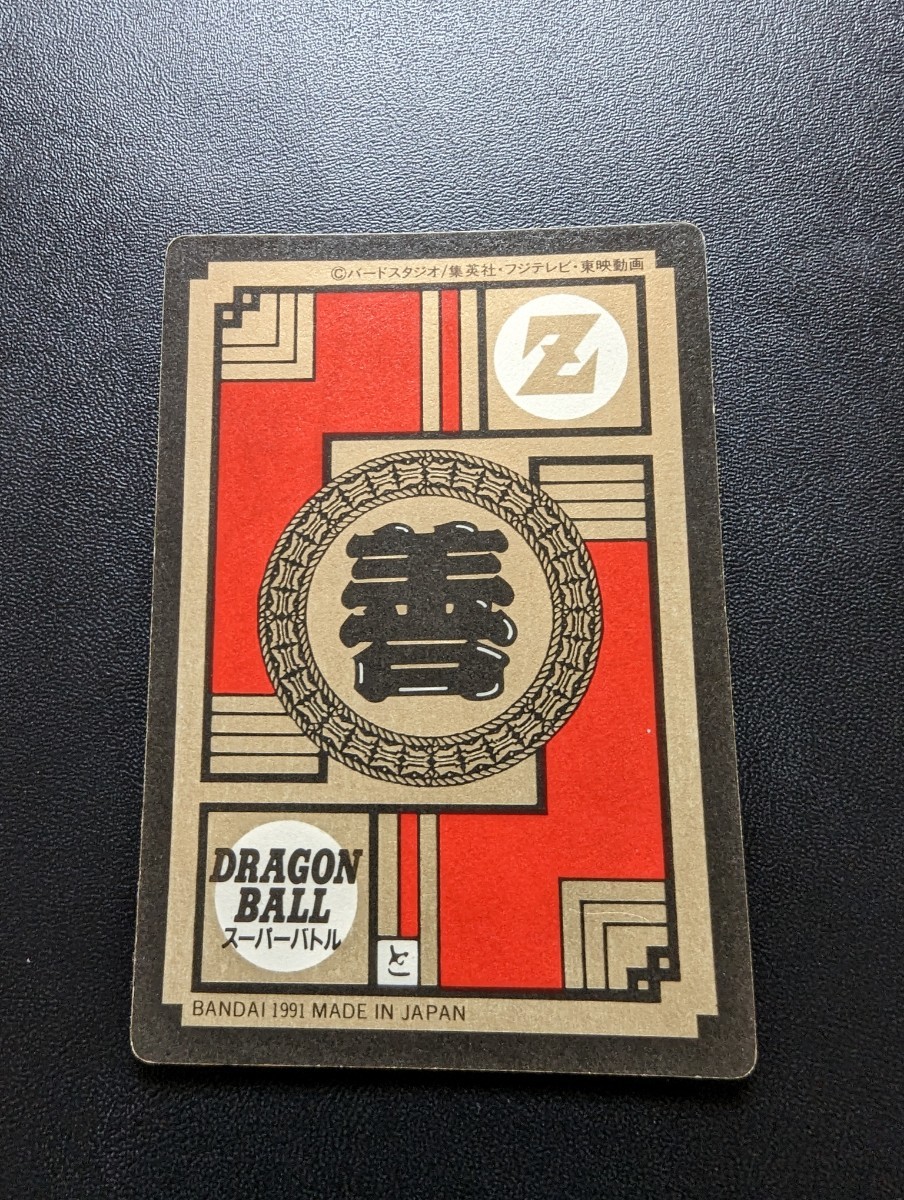 ©バードスタジオ/集英社・フジテレビ・東映動画
Z
善
DRAGON
BALL
スーパーバトル
と
BANDAI 1991 MADE IN JAPAN